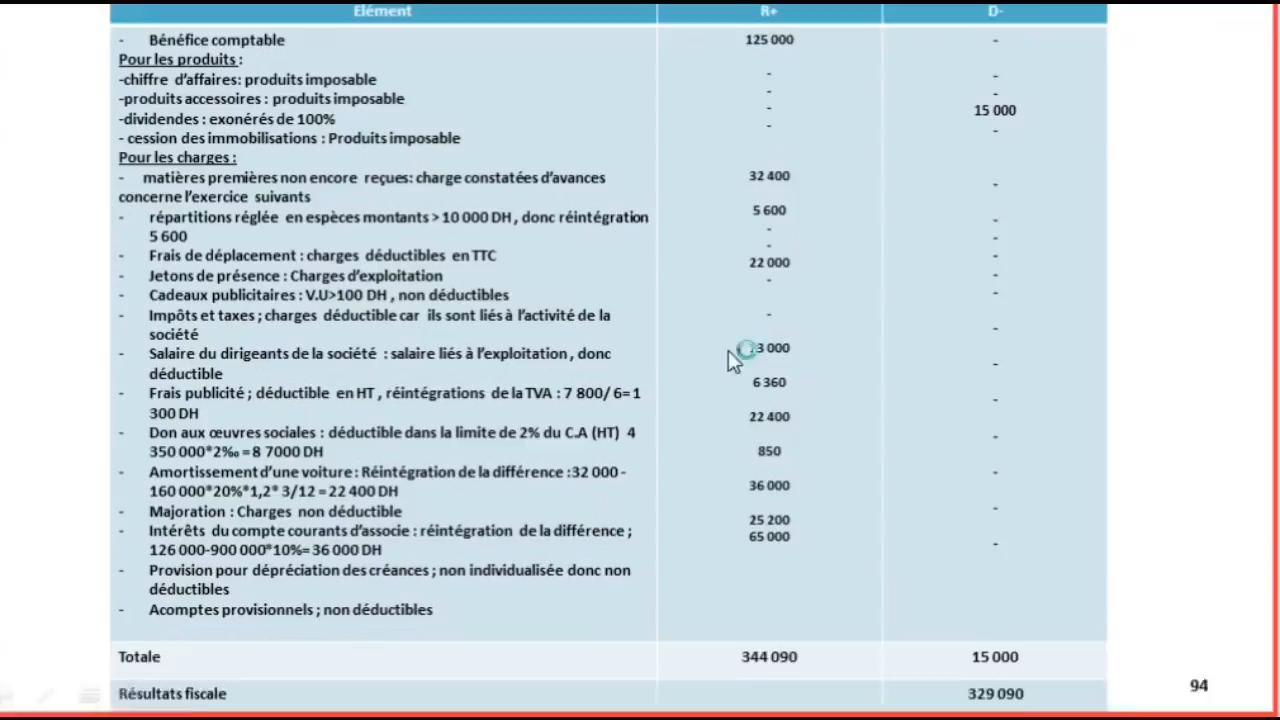 Elément R+ D-
- Bénéfice comptable 125 000 -
Pour les produits :
-chiffre d'affaires: produits imposable - -
-produits accessoires : produits imposable - -
-dividendes : exonérés de 100% - 15 000
- cession des immobilisations : Produits imposable - -
Pour les charges :
- matières premières non encore reçues: charge constatées d'avances 32 400 -
concerne l'exercice suivants
- répartitions réglée en espèces montants > 10 000 DH , donc réintégration 5 600 -
5 600 - -
- Frais de déplacement : charges déductibles en TTC - -
- Jetons de présence : Charges d'exploitation 22 000 -
- Cadeaux publicitaires : V.U>100 DH , non déductibles - -
- Impôts et taxes ; charges déductible car ils sont liés à l'activité de la -
société -
- Salaire du dirigeants de la société : salaire liés à l'exploitation , donc 3 000
déductible -
- Frais publicité ; déductible en HT , réintégrations de la TVA : 7 800/ 6= 1 6 360
300 DH 22 400 -
- Don aux œuvres sociales : déductible dans la limite de 2% du C.A (HT) 4 -
350 000*2‰ = 8 7000 DH 850
- Amortissement d'une voiture : Réintégration de la différence :32 000 - -
160 000*20%*1,2* 3/12 = 22 400 DH 36 000
- Majoration : Charges non déductible 25 200 -
- Intérêts du compte courants d'associe : réintégration de la différence ; 65 000
126 000-900 000*10%= 36 000 DH -
- Provision pour dépréciation des créances ; non individualisée donc non
déductibles
- Acomptes provisionnels ; non déductibles
Totale 344 090 15 000
Résultats fiscale 329 090
94